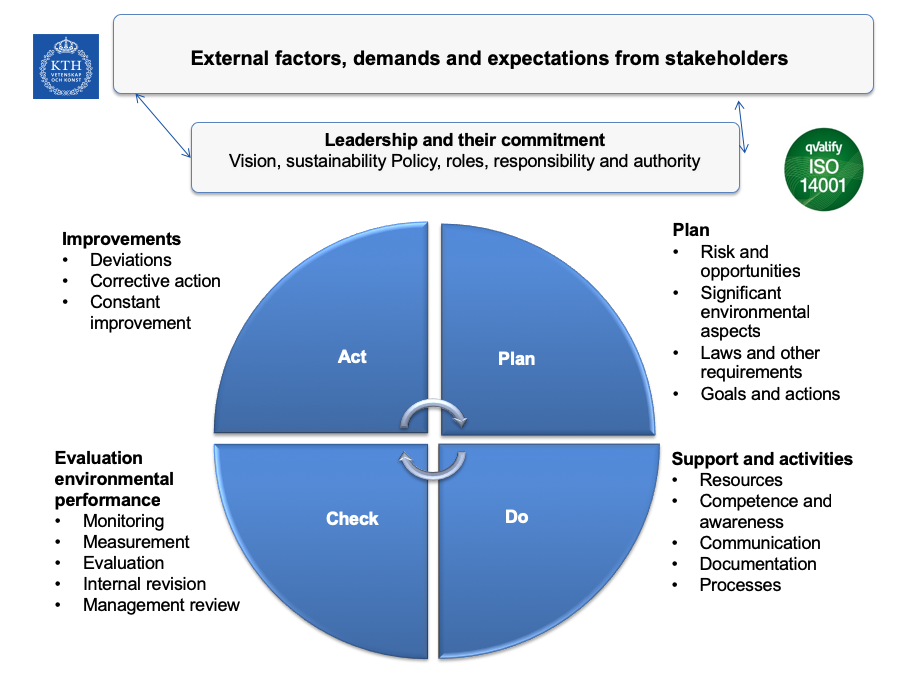 External factors, demands and expectations from stakeholders
KTH
VETENSKAP
OCH KONST
Leadership and their commitment
Vision, sustainability Policy, roles, responsibility and authority
qvalify
ISO
14001
Improvements
• Deviations
• Corrective action
• Constant
improvement
Plan
• Risk and
opportunities
• Significant
environmental
aspects
• Laws and other
requirements
• Goals and actions
Act
Plan
Evaluation
environmental
performance
• Monitoring
• Measurement
• Evaluation
• Internal revision
• Management review
Check
Do
Support and activities
• Resources
• Competence and
awareness
• Communication
• Documentation
• Processes